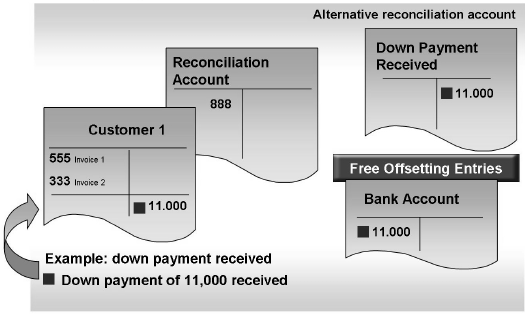 Alternative reconciliation account
Down Payment
Received
11.000
Reconciliation
Account
888
Customer 1
555 Invoice 1
333 Invoice 2
11.000
Free Offsetting Entries
Bank Account
11.000
Example: down payment received
Down payment of 11,000 received